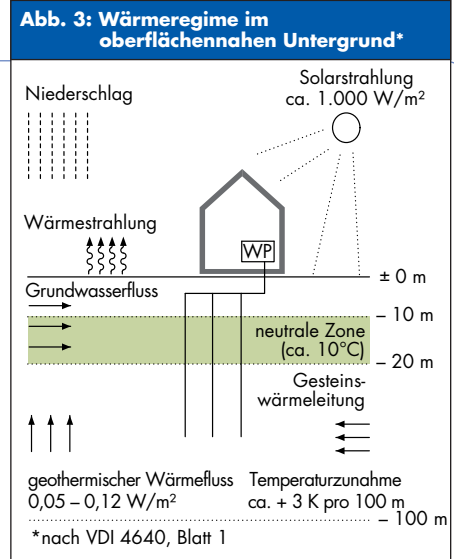 Abb. 3: Wärmeregime im
oberflächennahen Untergrund*
Niederschlag
Solarstrahlung
ca. 1.000 W/m²
Wärmestrahlung
WP
± 0 m
Grundwasserfluss
– 10 m
neutrale Zone
(ca. 10°C)
– 20 m
Gesteins-
wärmeleitung
geothermischer Wärmefluss
0,05 – 0,12 W/m²
Temperaturzunahme
ca. + 3 K pro 100 m
– 100 m
*nach VDI 4640, Blatt 1